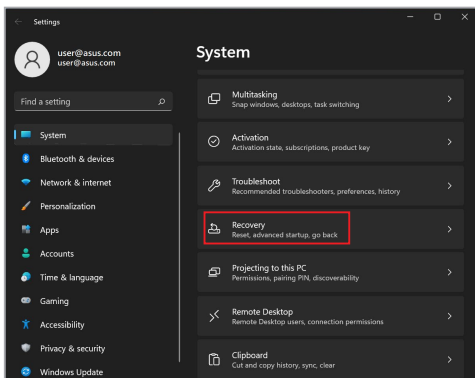 Settings
user@asus.com
user@asus.com
Find a setting
System
Bluetooth & devices
Network & internet
Personalization
Apps
Accounts
Time & language
Gaming
Accessibility
Privacy & security
Windows Update
System
Multitasking
Snap windows, desktops, task switching
Activation
Activation state, subscriptions, product key
Troubleshoot
Recommended troubleshooters, preferences, history
Recovery
Reset, advanced startup, go back
Projecting to this PC
Permissions, pairing PIN, discoverability
Remote Desktop
Remote Desktop users, connection permissions
Clipboard
Cut and copy history, sync, clear